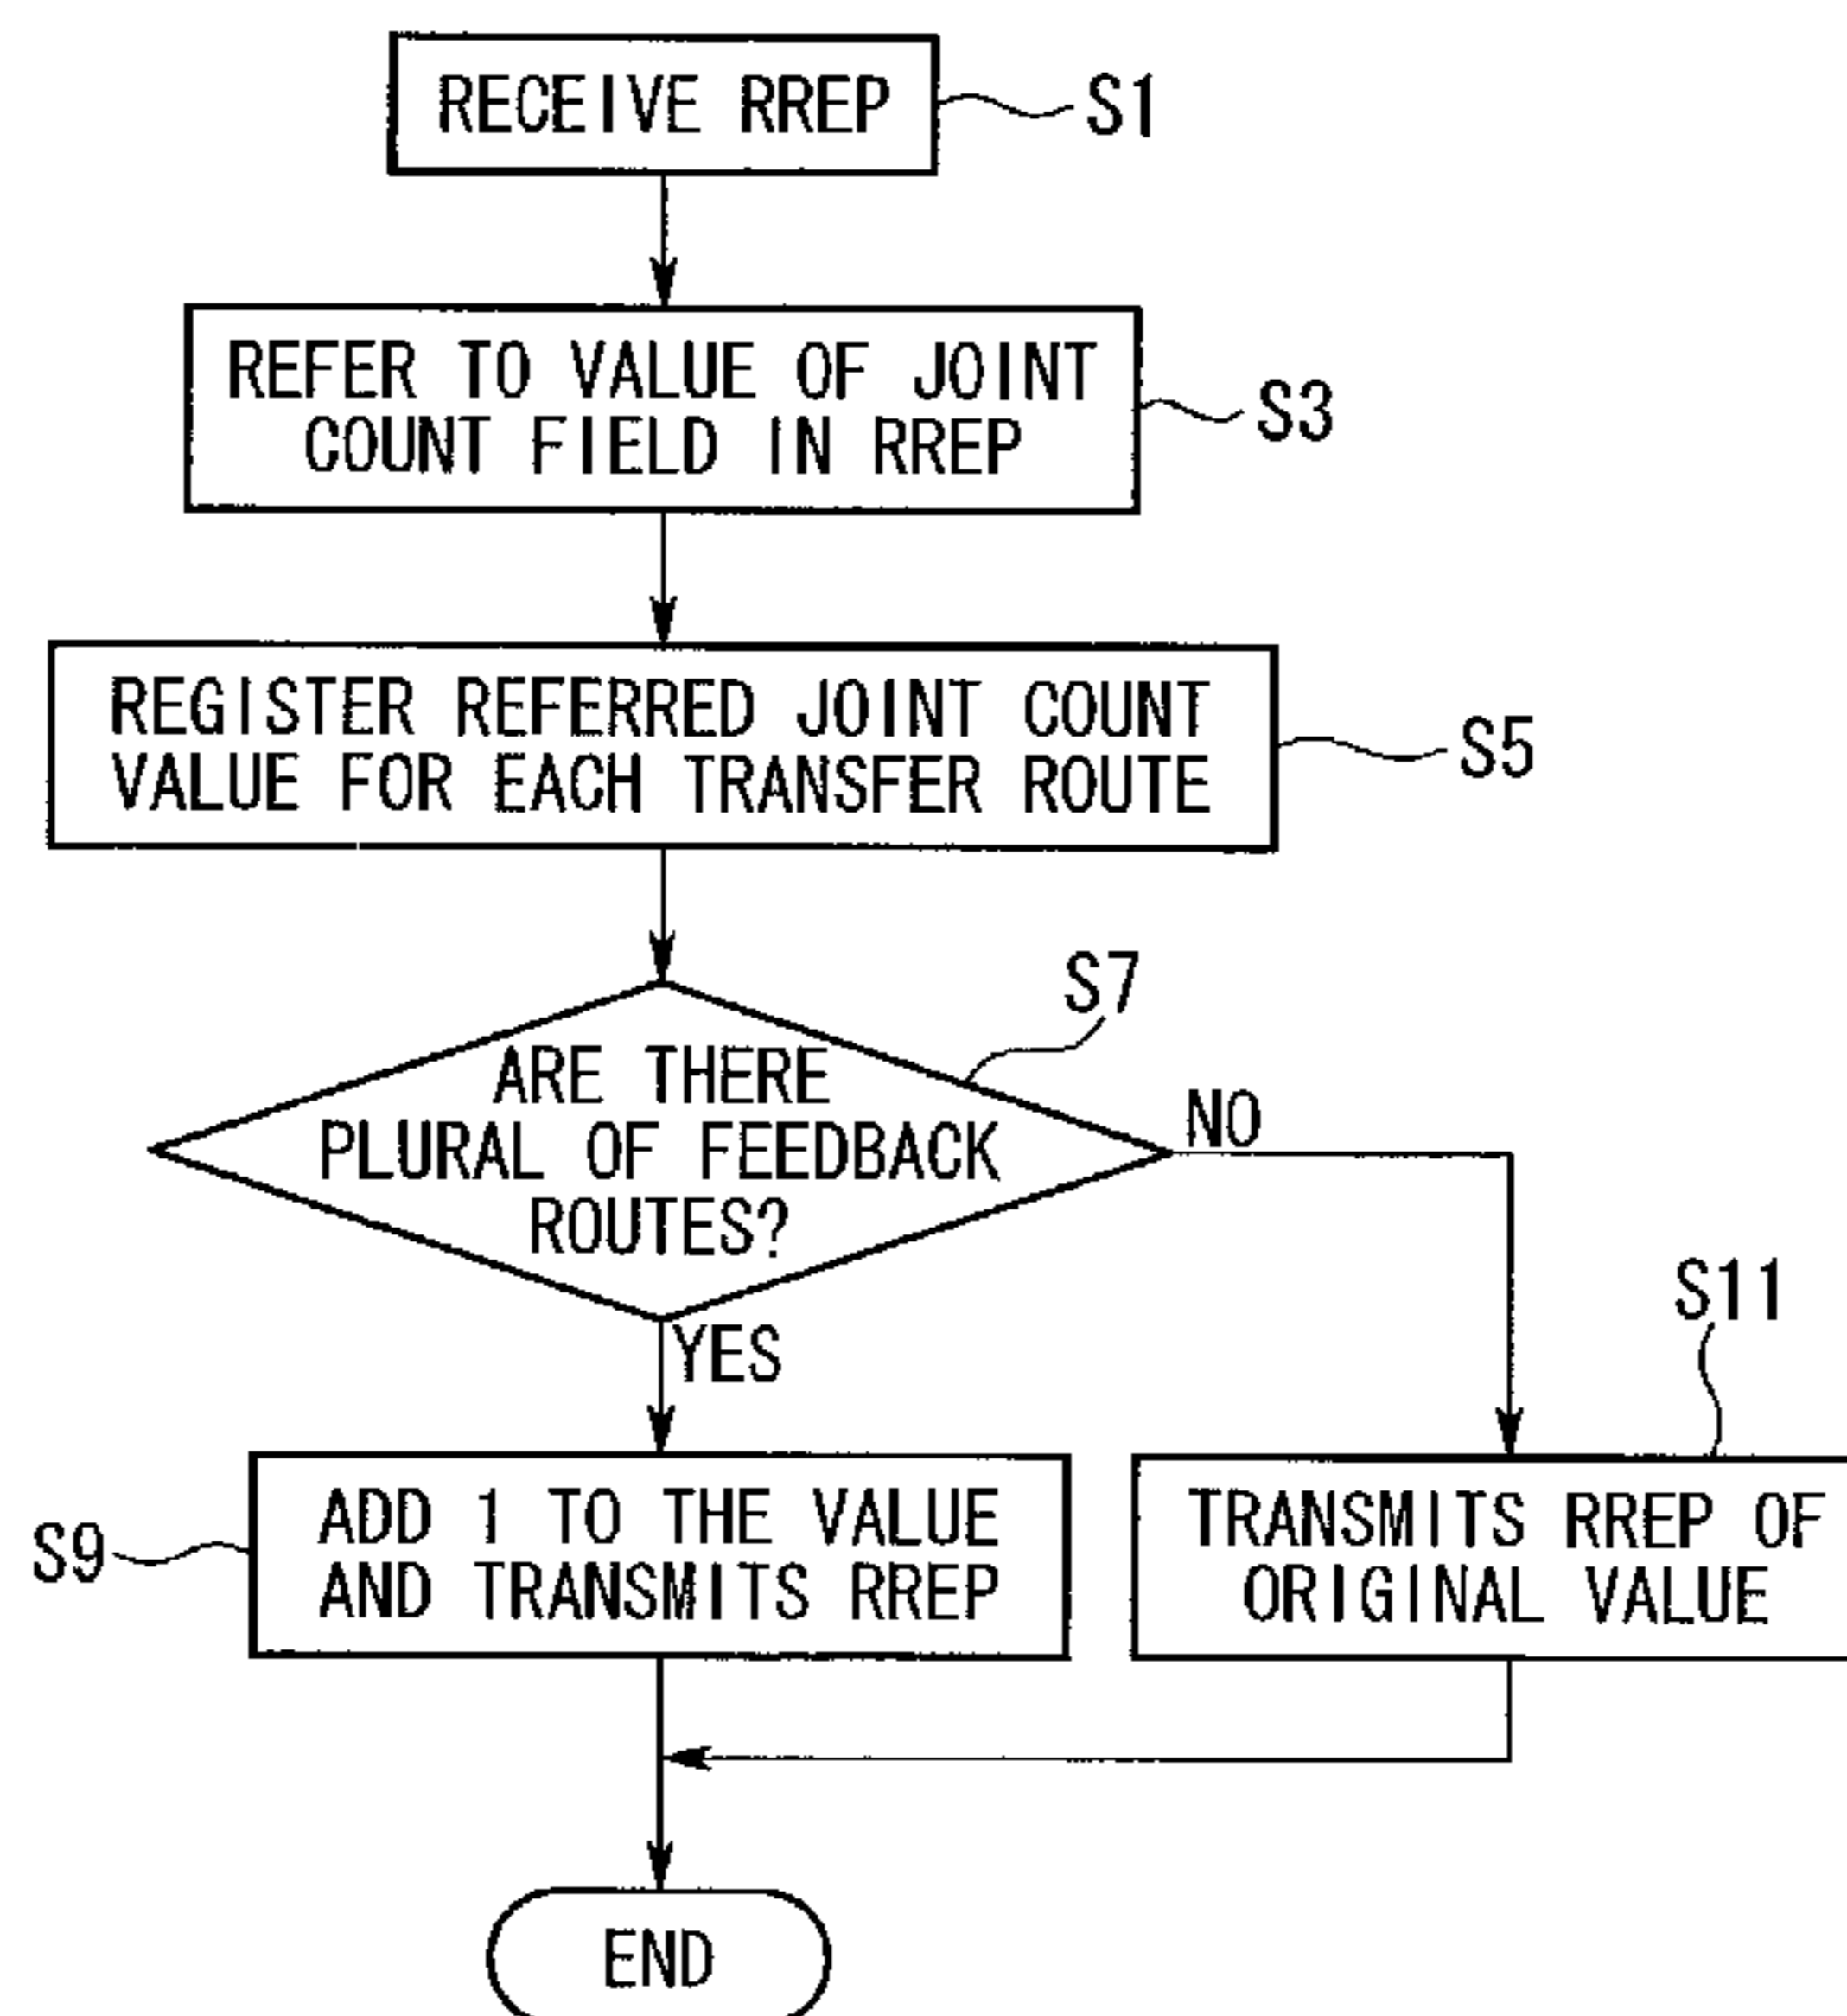 RECEIVE RREP
S1
REFER TO VALUE OF JOINT
COUNT FIELD IN RREP
S3
REGISTER REFERRED JOINT COUNT
VALUE FOR EACH TRANSFER ROUTE
S5
S7
ARE THERE
PLURAL OF FEEDBACK
ROUTES?
NO
YES
S11
S9
ADD 1 TO THE VALUE
AND TRANSMITS RREP
TRANSMITS RREP OF
ORIGINAL VALUE
END